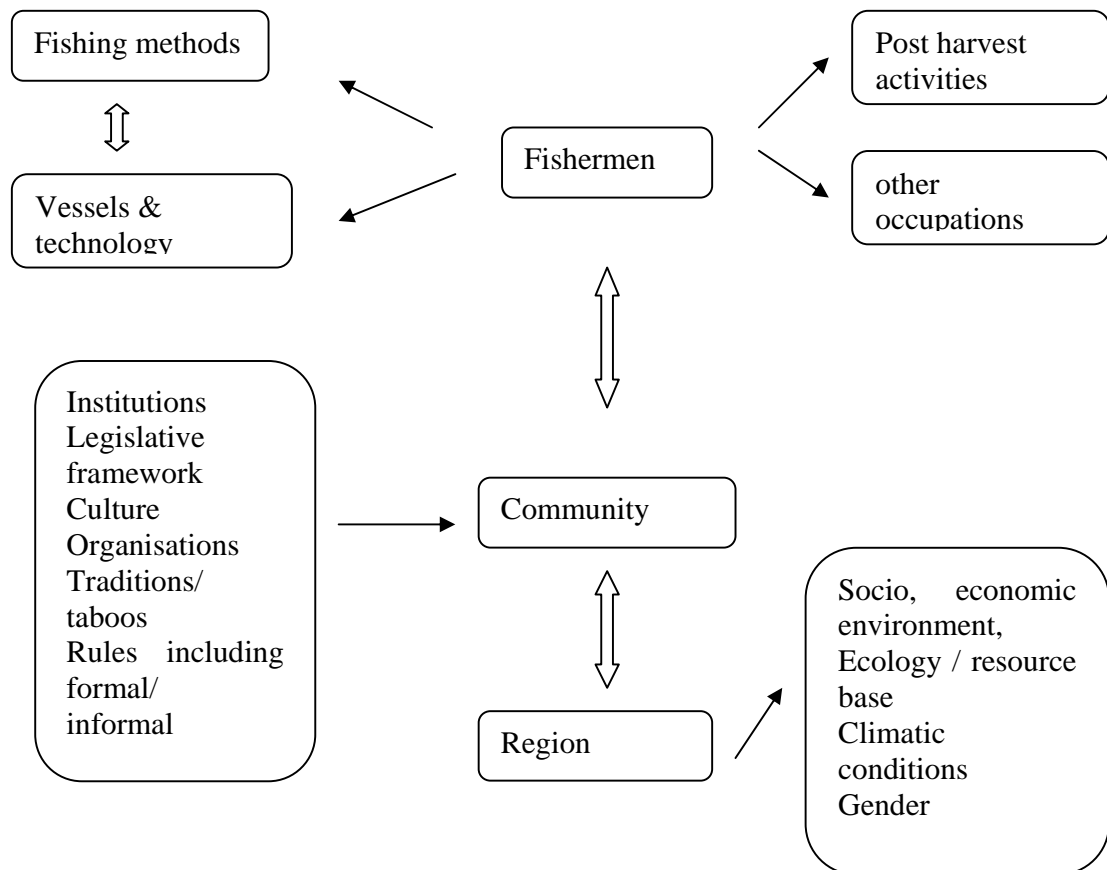 Fishing methods
Post harvest
activities
Fishermen
Vessels &
technology
other
occupations
Institutions
Legislative
framework
Culture
Organisations
Traditions/
taboos
Rules including
formal/
informal
Community
Socio, economic
environment,
Ecology / resource
base
Climatic
conditions
Gender
Region